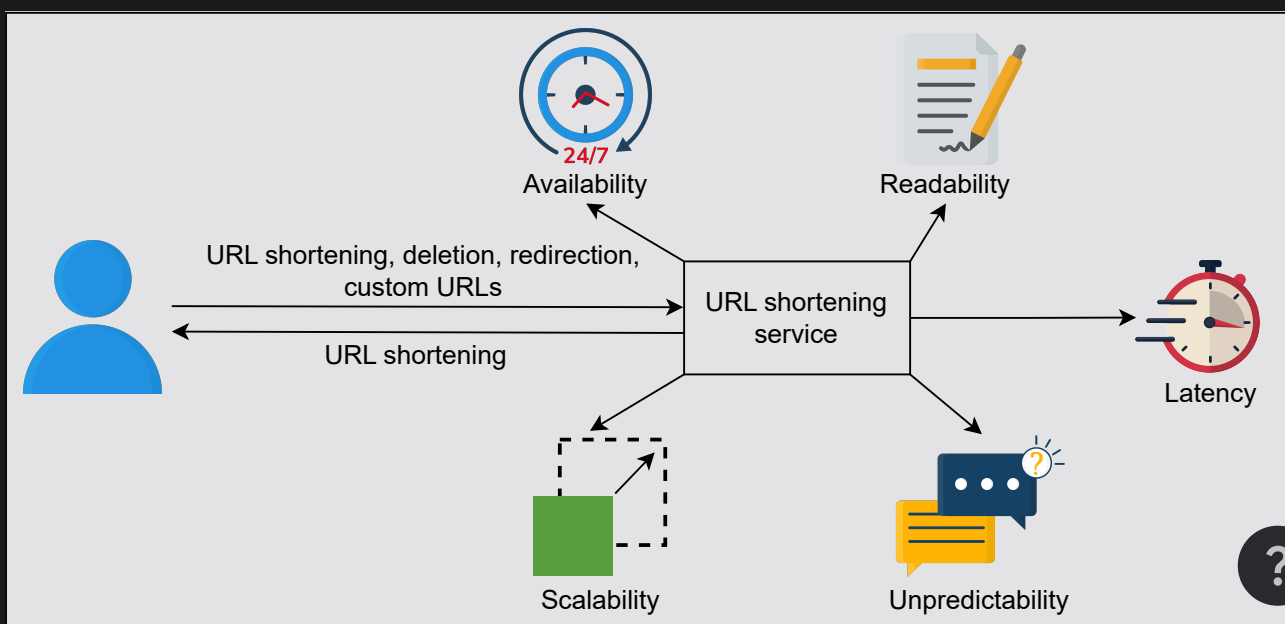 24/7
Availability
Readability
URL shortening, deletion, redirection,
custom URLs
URL shortening
URL shortening
service
Latency
?
Scalability
Unpredictability
?